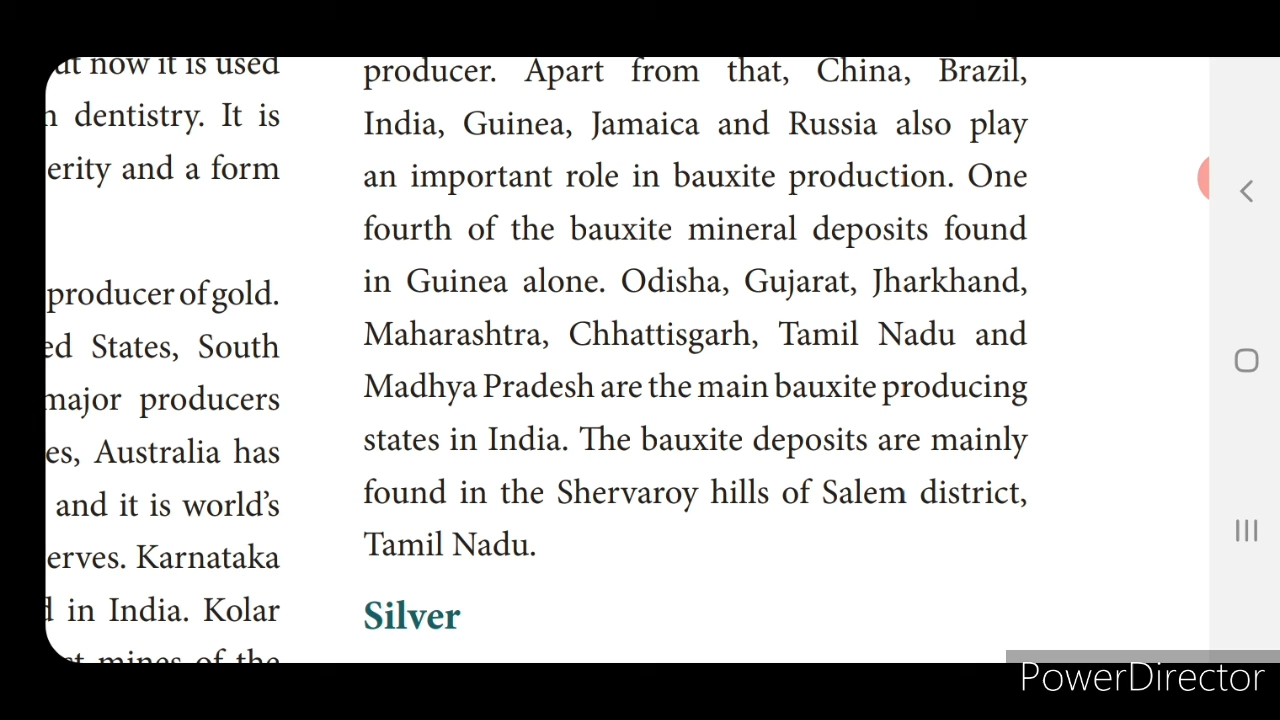 now it is used
dentistry. It is
erity and a form
producer of gold.
ed States, South
major producers
es, Australia has
and it is world's
erves. Karnataka
in India. Kolar
mines of the
producer. Apart from that, China, Brazil,
India, Guinea, Jamaica and Russia also play
an important role in bauxite production. One
fourth of the bauxite mineral deposits found
in Guinea alone. Odisha, Gujarat, Jharkhand,
Maharashtra, Chhattisgarh, Tamil Nadu and
Madhya Pradesh are the main bauxite producing
states in India. The bauxite deposits are mainly
found in the Shervaroy hills of Salem district,
Tamil Nadu.
Silver
PowerDirector